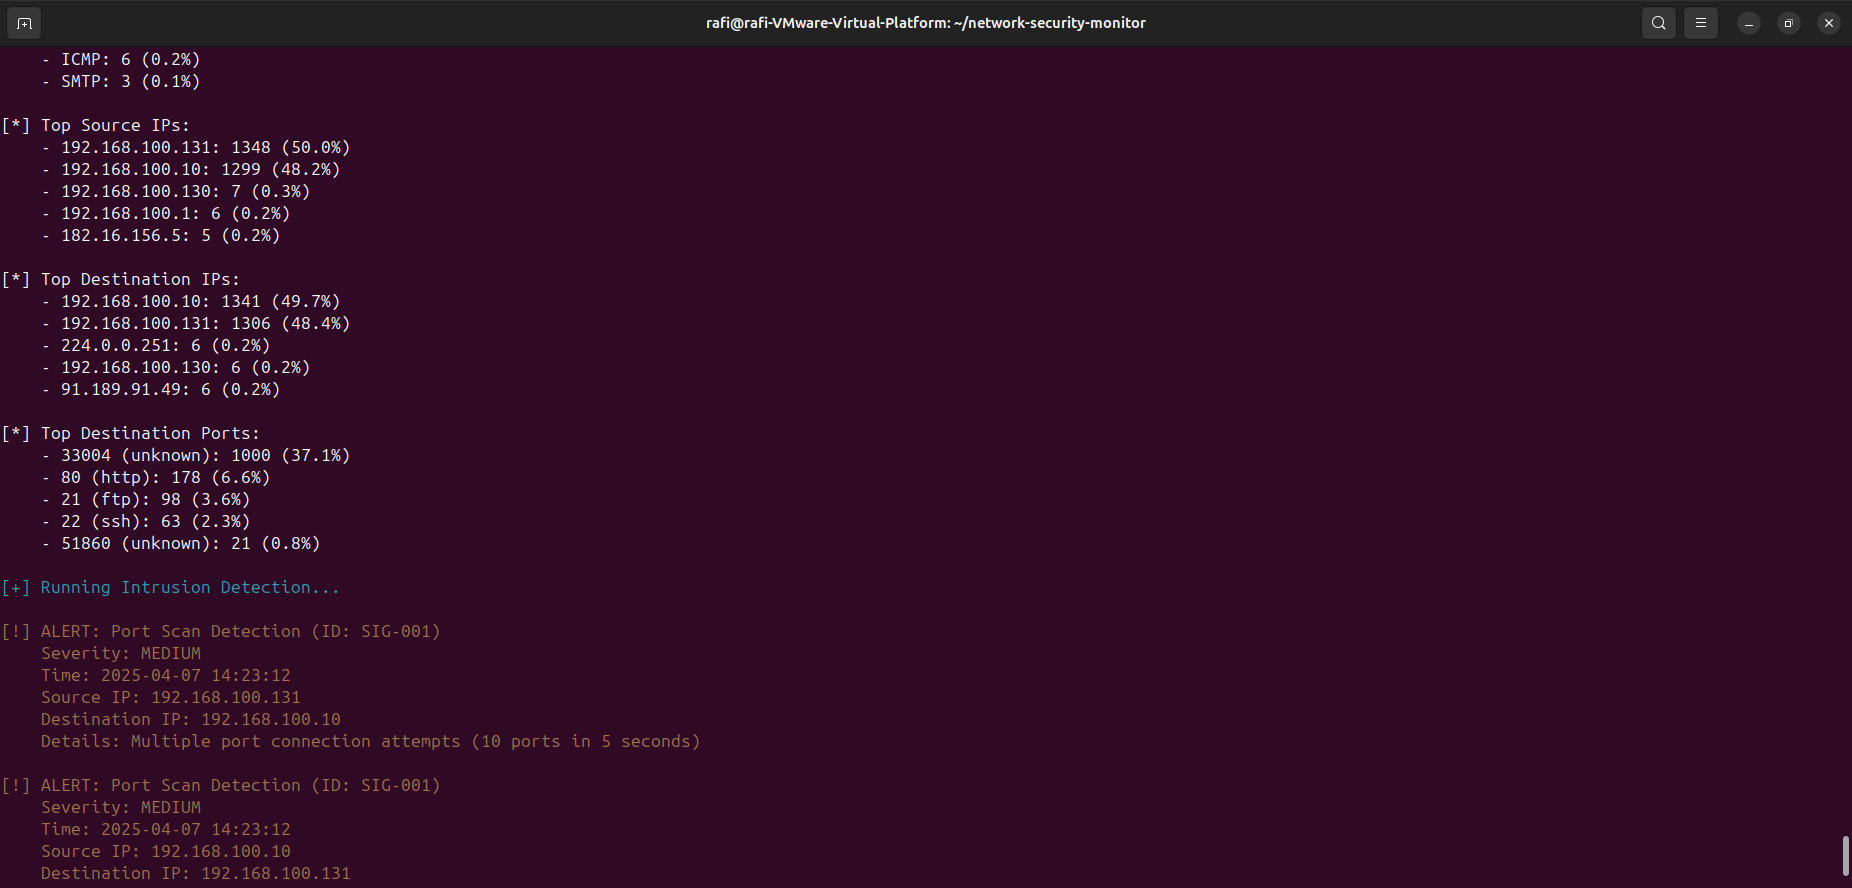 rafi@rafi-VMware-Virtual-Platform: ~/network-security-monitor
- ICMP: 6 (0.2%)
- SMTP: 3 (0.1%)
[*] Top Source IPs:
- 192.168.100.131: 1348 (50.0%)
- 192.168.100.10: 1299 (48.2%)
- 192.168.100.130: 7 (0.3%)
- 192.168.100.1: 6 (0.2%)
- 182.16.156.5: 5 (0.2%)
[*] Top Destination IPs:
- 192.168.100.10: 1341 (49.7%)
- 192.168.100.131: 1306 (48.4%)
- 224.0.0.251: 6 (0.2%)
- 192.168.100.130: 6 (0.2%)
- 91.189.91.49: 6 (0.2%)
[*] Top Destination Ports:
- 33004 (unknown): 1000 (37.1%)
- 80 (http): 178 (6.6%)
- 21 (ftp): 98 (3.6%)
- 22 (ssh): 63 (2.3%)
- 51860 (unknown): 21 (0.8%)
[+] Running Intrusion Detection...
[!] ALERT: Port Scan Detection (ID: SIG-001)
Severity: MEDIUM
Time: 2025-04-07 14:23:12
Source IP: 192.168.100.131
Destination IP: 192.168.100.10
Details: Multiple port connection attempts (10 ports in 5 seconds)
[!] ALERT: Port Scan Detection (ID: SIG-001)
Severity: MEDIUM
Time: 2025-04-07 14:23:12
Source IP: 192.168.100.10
Destination IP: 192.168.100.131